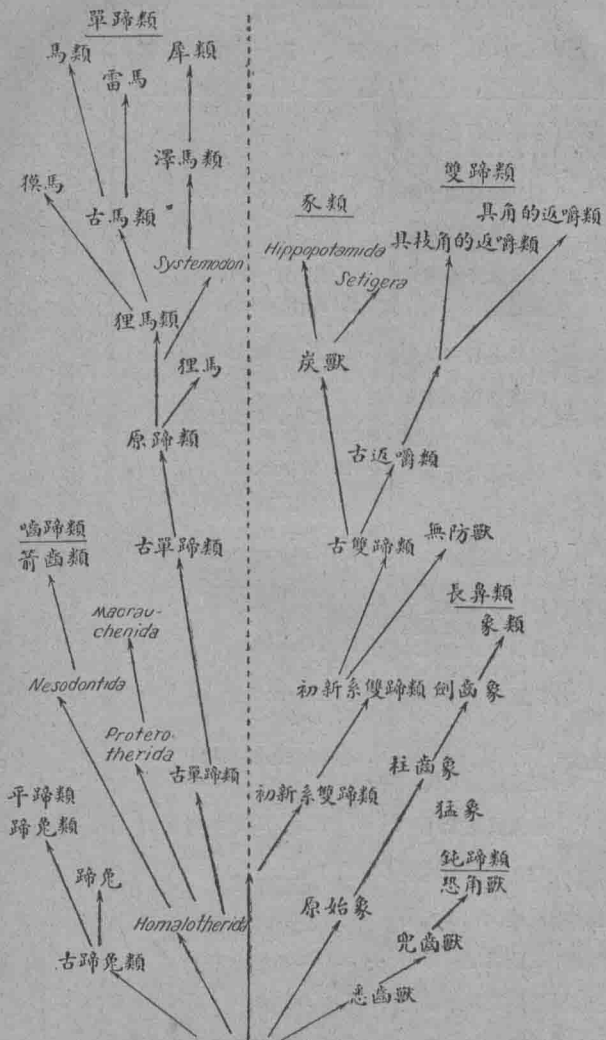 單蹄類
馬類
犀類
雷馬
澤馬類
獏馬
古馬類
Systemodon
狸馬類
狸馬
原蹄類
古單蹄類
嚙蹄類
箭齒類
Macrau-
chenida
Nesodontida
Protero-
therida
古單蹄類
平蹄類
蹄兔類
蹄兔
Homalotherida
古蹄兔類
雙蹄類
豕類
具角的返嚼類
Hippopotamida
具枝角的返嚼類
Setigera
炭獸
古返嚼類
古雙蹄類
無防獸
長鼻類
象類
初新系雙蹄類
劍齒象
柱齒象
初新系雙蹄類
猛象
鈍蹄類
恐角獸
原始象
兜齒獸
悉齒獸